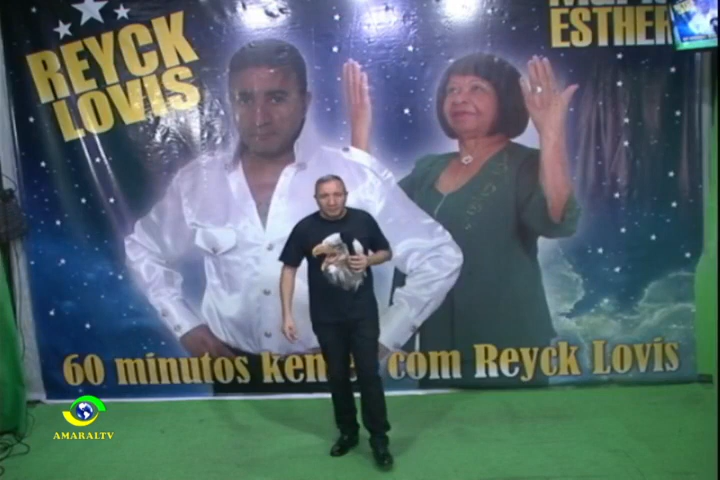 REYCK
LOVIS
ESTHER
60 minutos
com Reyck Lovis
AMARALTV